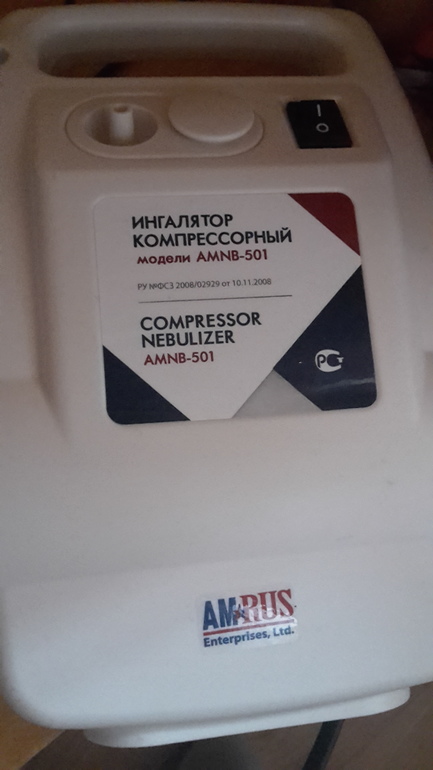 I
O
ИНГАЛЯТОР
КОМПРЕССОРНЫЙ
модели AMNB-501
РУ №ФСЗ 2008/02929 от 10.11.2008
COMPRESSOR
NEBULIZER
AMNB-501
РСТ
AMRUS
Enterprises, Ltd.